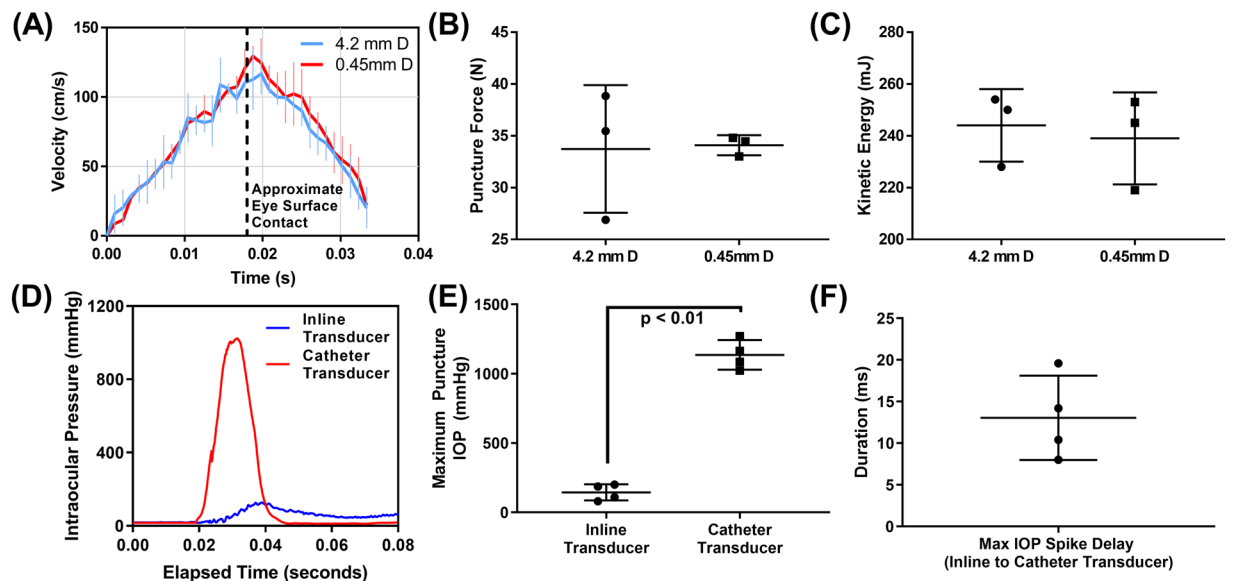 (A)
150
100
50
0
0.00
0.01
0.02
0.03
0.04
Velocity (cm/s)
Time (s)
4.2 mm D
0.45mm D
Approximate
Eye Surface
Contact
(B)
45
40
35
30
25
Puncture Force (N)
4.2 mm D
0.45mm D
(C)
280
260
240
220
200
Kinetic Energy (mJ)
4.2 mm D
0.45mm D
(D)
1200
800
400
0
0.00
0.02
0.04
0.06
0.08
Intraocular Pressure (mmHg)
Elapsed Time (seconds)
Inline
Transducer
Catheter
Transducer
(E)
1500
1000
500
0
Maximum Puncture
IOP (mmHg)
p < 0.01
Inline
Transducer
Catheter
Transducer
(F)
25
20
15
10
5
0
Duration (ms)
Max IOP Spike Delay
(Inline to Catheter Transducer)